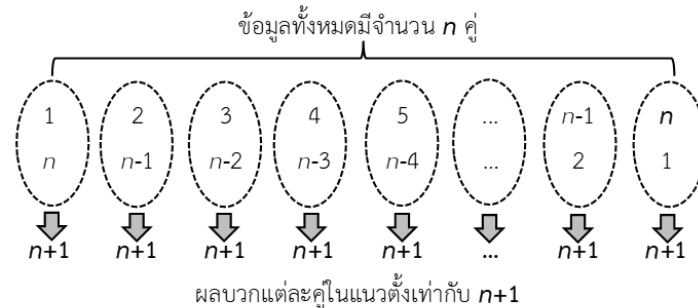 ข้อมูลทั้งหมดมีจำนวน n คู่
1 2 3 4 5 ... n-1 n
n n-1 n-2 n-3 n-4 ... 2 1
n+1 n+1 n+1 n+1 n+1 ... n+1 n+1
ผลบวกแต่ละคู่ในแนวตั้งเท่ากับ n+1